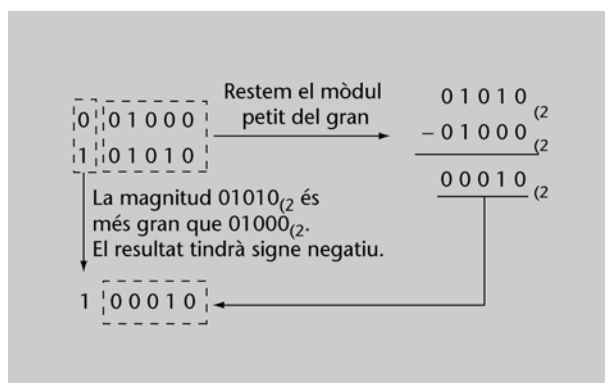 0 01000
1 01010
Restem el mòdul
petit del gran
01010(2
−01000(2
00010(2
La magnitud 01010(2 és
més gran que 01000(2.
El resultat tindrà signe negatiu.
1 00010